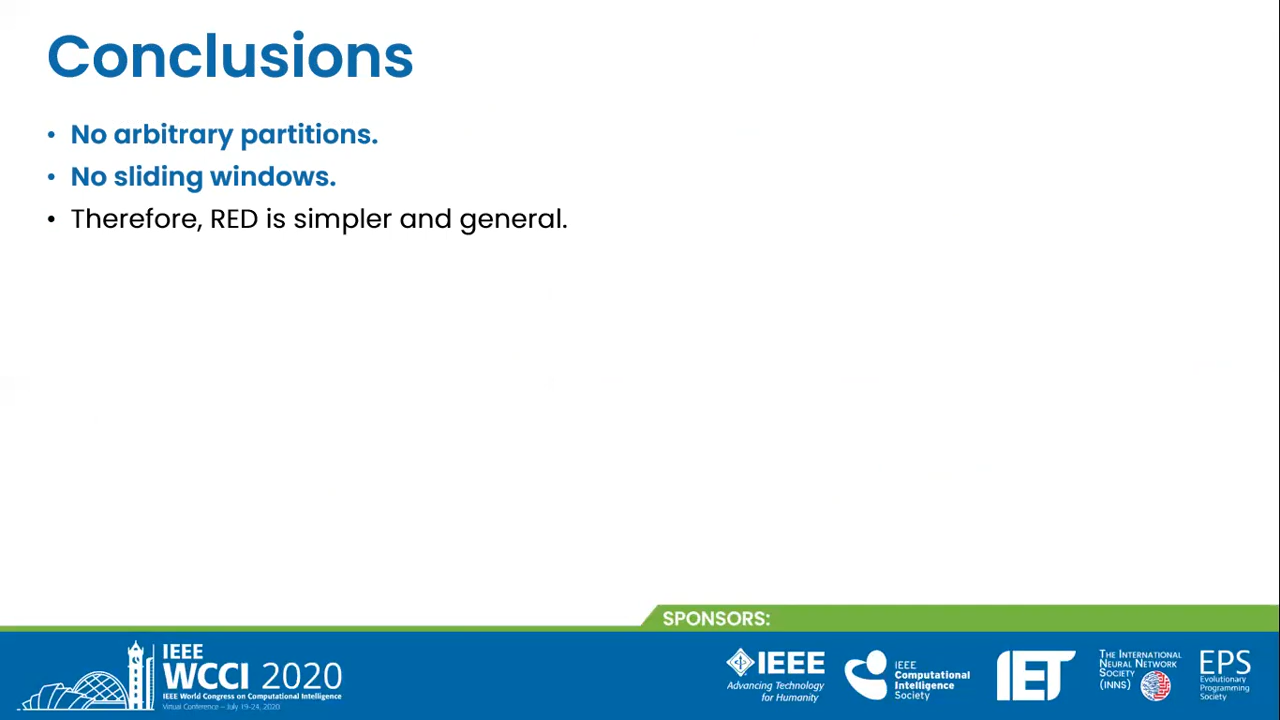 Conclusions
• No arbitrary partitions.
• No sliding windows.
• Therefore, RED is simpler and general.
SPONSORS:
IEEE
WCCI 2020
IEEE World Congress on Computational Intelligence
Virtual Conference – July 19-24, 2020
IEEE
Advancing Technology
for Humanity
IEEE
Computational
Intelligence
Society
IET
THE INTERNATIONAL
NEURAL NETWORK
SOCIETY
(INNS)
EPS
Evolutionary
Programming
Society